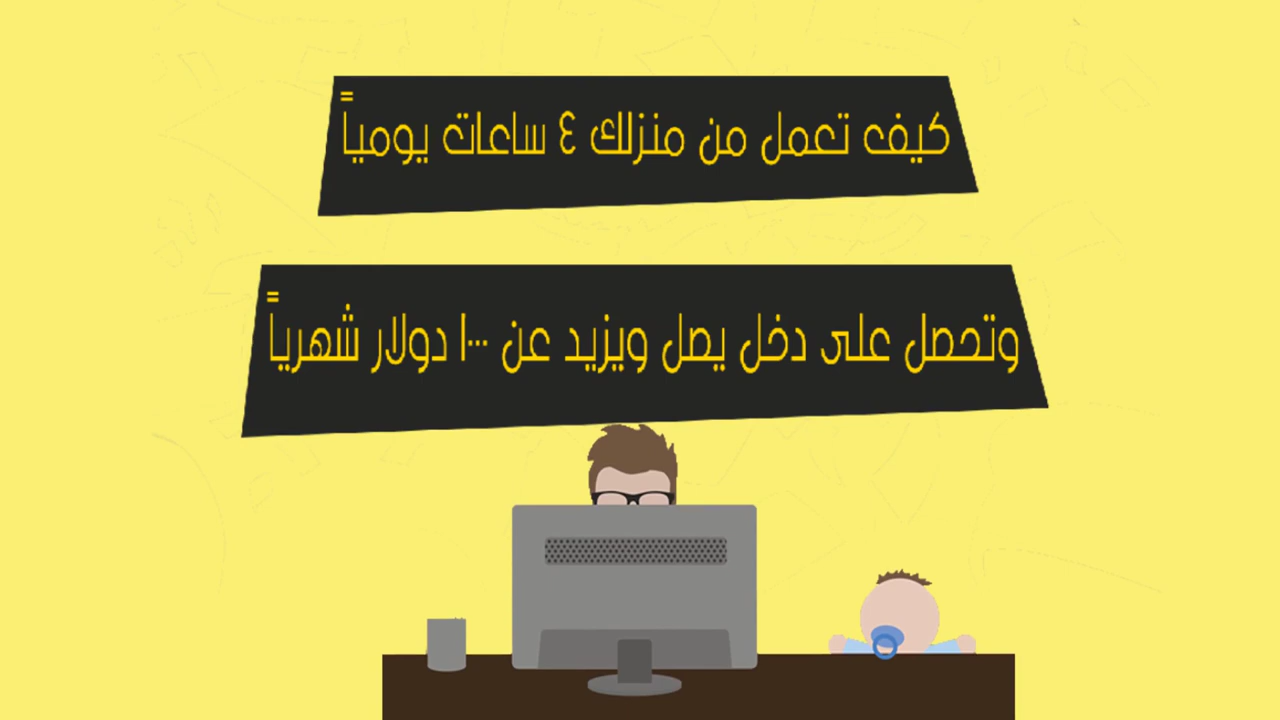 كيف تعمل من منزلك ٤ ساعات يومياً
وتحصل على دخل يصل ويزيد عن ١٠٠٠ دولار شهرياً